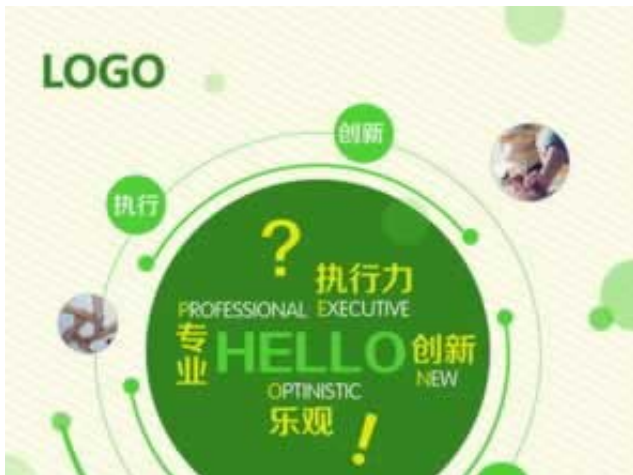 LOGO
创新
执行
?
执行力
PROFESSIONAL EXECUTIVE
专业
HELLO
创新
NEW
OPTINISTIC
乐观
!